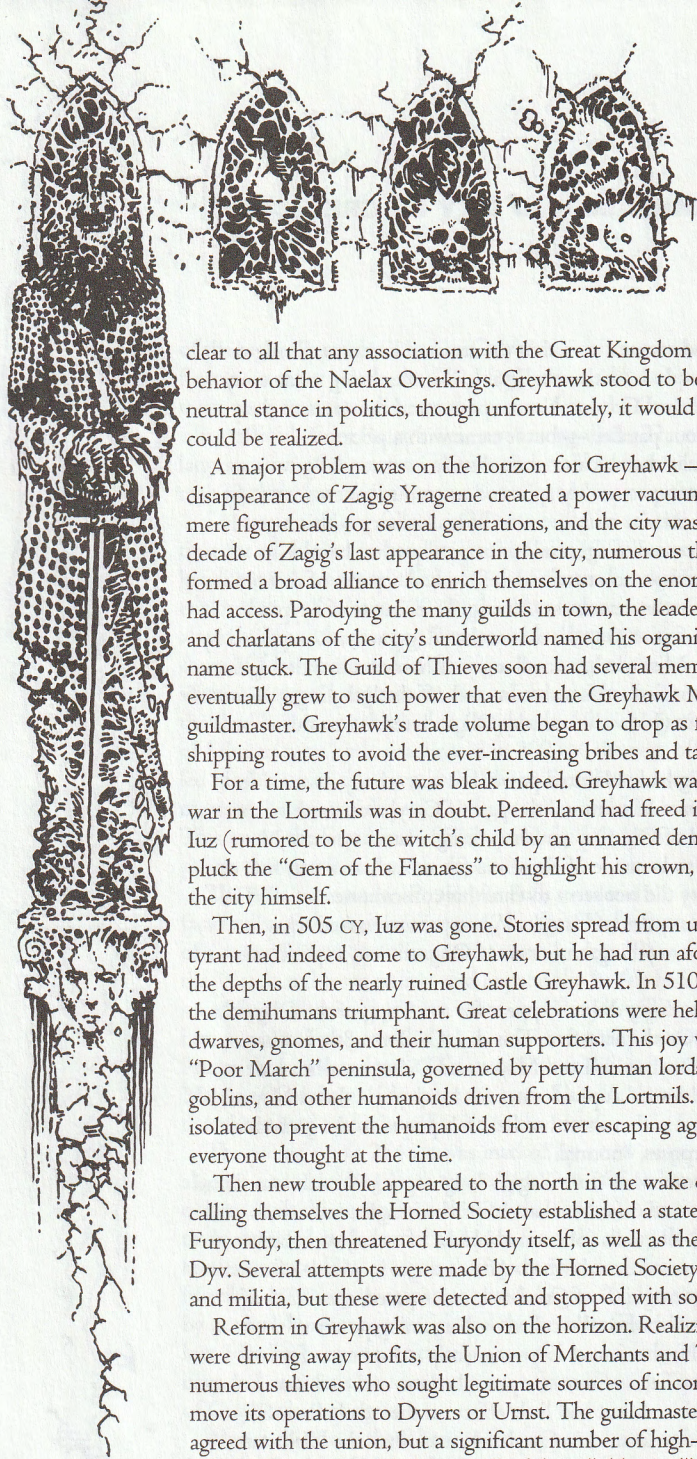 clear to all that any association with the Great Kingdom
behavior of the Naelax Overkings. Greyhawk stood to be
neutral stance in politics, though unfortunately, it would
could be realized.
A major problem was on the horizon for Greyhawk —
disappearance of Zagig Yragerne created a power vacuum
mere figureheads for several generations, and the city was
decade of Zagig's last appearance in the city, numerous th
formed a broad alliance to enrich themselves on the enor
had access. Parodying the many guilds in town, the leade
and charlatans of the city's underworld named his organi
name stuck. The Guild of Thieves soon had several mem
eventually grew to such power that even the Greyhawk M
guildmaster. Greyhawk's trade volume began to drop as
shipping routes to avoid the ever-increasing bribes and ta
For a time, the future was bleak indeed. Greyhawk wa
war in the Lortmils was in doubt. Perrenland had freed i
Iuz (rumored to be the witch's child by an unnamed dem
pluck the “Gem of the Flanaess” to highlight his crown,
the city himself.
Then, in 505 CY, Iuz was gone. Stories spread from u
tyrant had indeed come to Greyhawk, but he had run afo
the depths of the nearly ruined Castle Greyhawk. In 510
the demihumans triumphant. Great celebrations were hel
dwarves, gnomes, and their human supporters. This joy
“Poor March” peninsula, governed by petty human lords
goblins, and other humanoids driven from the Lortmils.
isolated to prevent the humanoids from ever escaping ag
everyone thought at the time.
Then new trouble appeared to the north in the wake
calling themselves the Horned Society established a state
Furyondy, then threatened Furyondy itself, as well as the
Dyv. Several attempts were made by the Horned Society
and militia, but these were detected and stopped with so
Reform in Greyhawk was also on the horizon. Realizi
were driving away profits, the Union of Merchants and
numerous thieves who sought legitimate sources of incom
move its operations to Dyvers or Urnst. The guildmaste
agreed with the union, but a significant number of high-